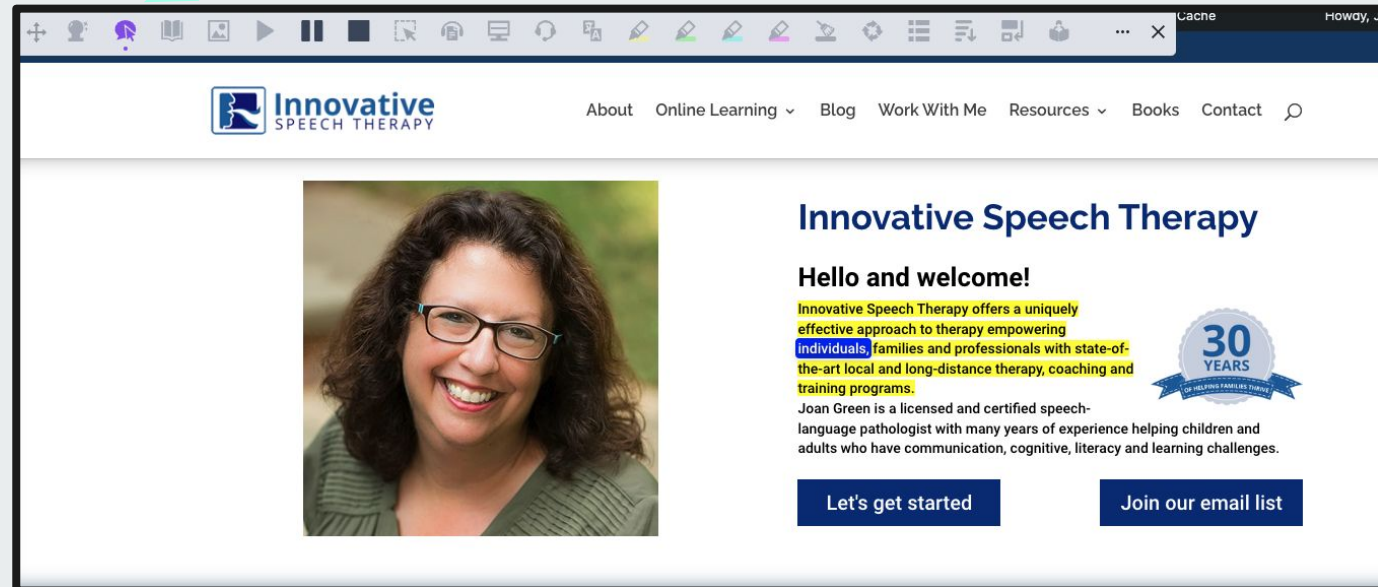 Cache
Howdy, J
Innovative
SPEECH THERAPY
About Online Learning Blog Work With Me Resources Books Contact
Innovative Speech Therapy
Hello and welcome!
Innovative Speech Therapy offers a uniquely
effective approach to therapy empowering
individuals, families and professionals with state-of-
the-art local and long-distance therapy, coaching and
training programs.
30
YEARS
OF HELPING FAMILIES THRIVE
Joan Green is a licensed and certified speech-
language pathologist with many years of experience helping children and
adults who have communication, cognitive, literacy and learning challenges.
Let's get started
Join our email list